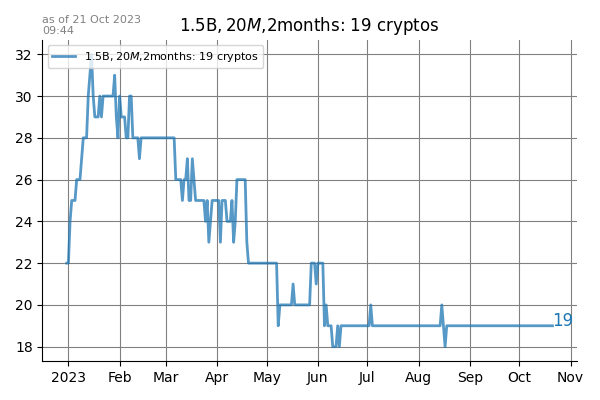 as of 21 Oct 2023
09:44
1.5B, 20M,2months: 19 cryptos
1.5B, 20M,2months: 19 cryptos
32
30
28
26
24
22
20
18
19
2023 Feb Mar Apr May Jun Jul Aug Sep Oct Nov